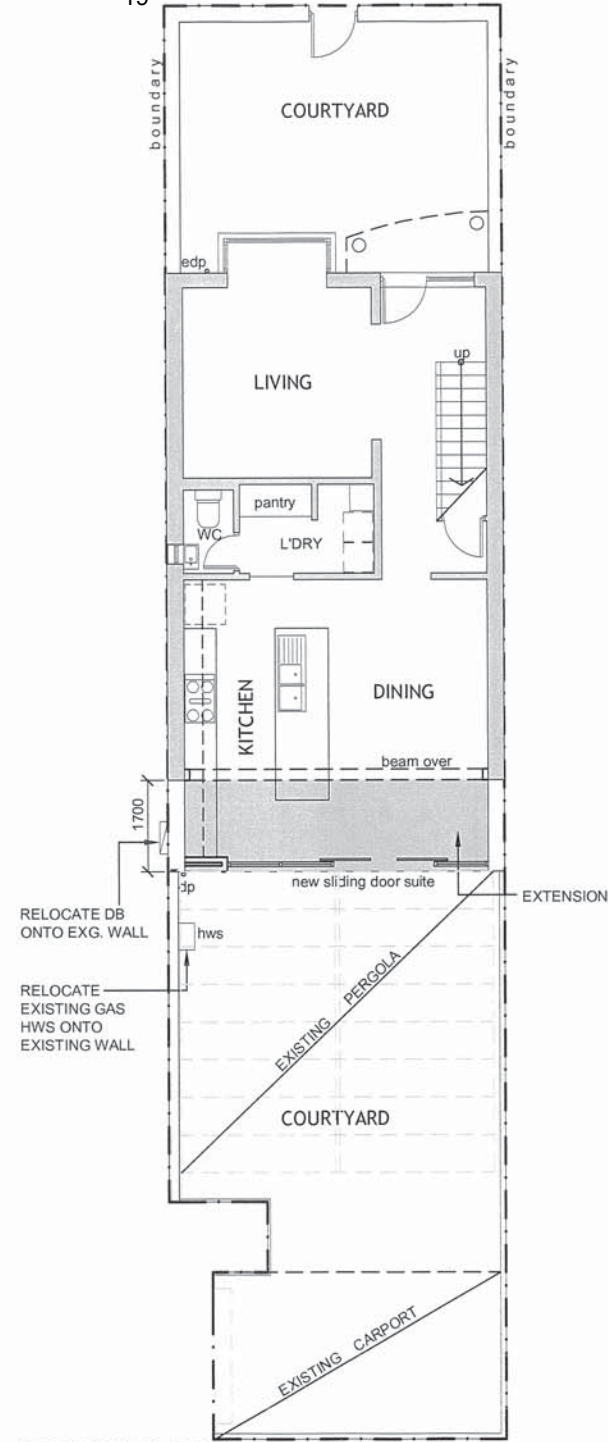 19
boundary
boundary
COURTYARD
edp
up
LIVING
pantry
WC
L'DRY
KITCHEN
DINING
beam over
1700
dp
new sliding door suite
EXTENSION
RELOCATE DB
ONTO EXG. WALL
hws
RELOCATE
EXISTING GAS
HWS ONTO
EXISTING WALL
EXISTING PERGOLA
COURTYARD
EXISTING CARPORT